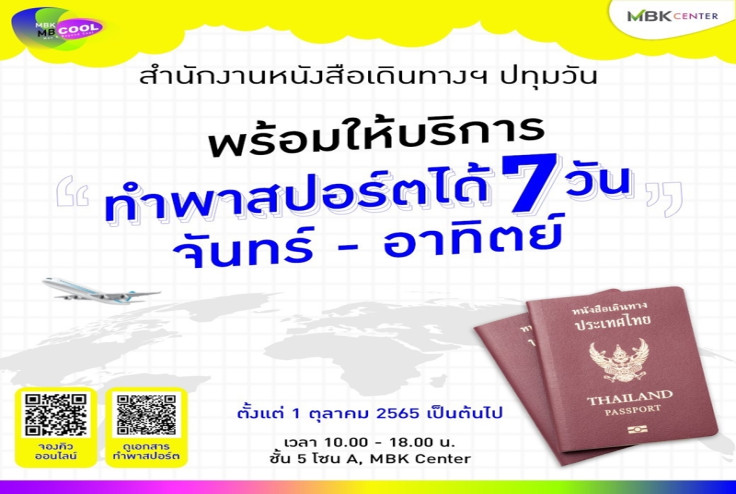 MBK
MB COOL
MBK CENTER
สำนักงานหนังสือเดินทางฯ ปทุมวัน
พร้อมให้บริการ
“ทำพาสปอร์ตได้ 7 วัน”
จันทร์ - อาทิตย์
หนังสือเดินทาง
ประเทศไทย
THAILAND
PASSPORT
ตั้งแต่ 1 ตุลาคม 2565 เป็นต้นไป
เวลา 10.00 - 18.00 น.
ชั้น 5 โซน A, MBK Center
จองคิว
ออนไลน์
ดูเอกสาร
ทำพาสปอร์ต